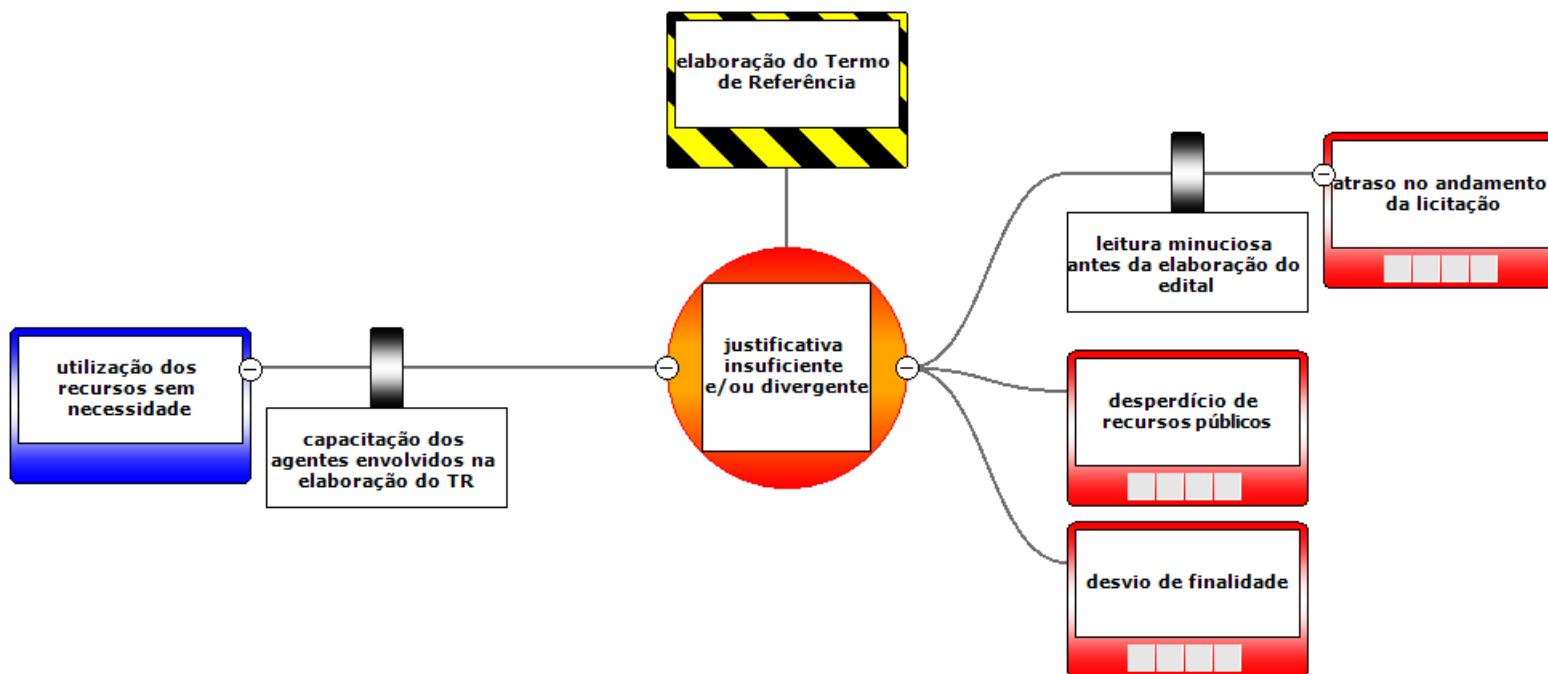 elaboração do Termo
de Referência
atraso no andamento
da licitação
leitura minuciosa
antes da elaboração do
edital
utilização dos
recursos sem
necessidade
justificativa
insuficiente
e/ou divergente
capacitação dos
agentes envolvidos na
elaboração do TR
desperdício de
recursos públicos
desvio de finalidade